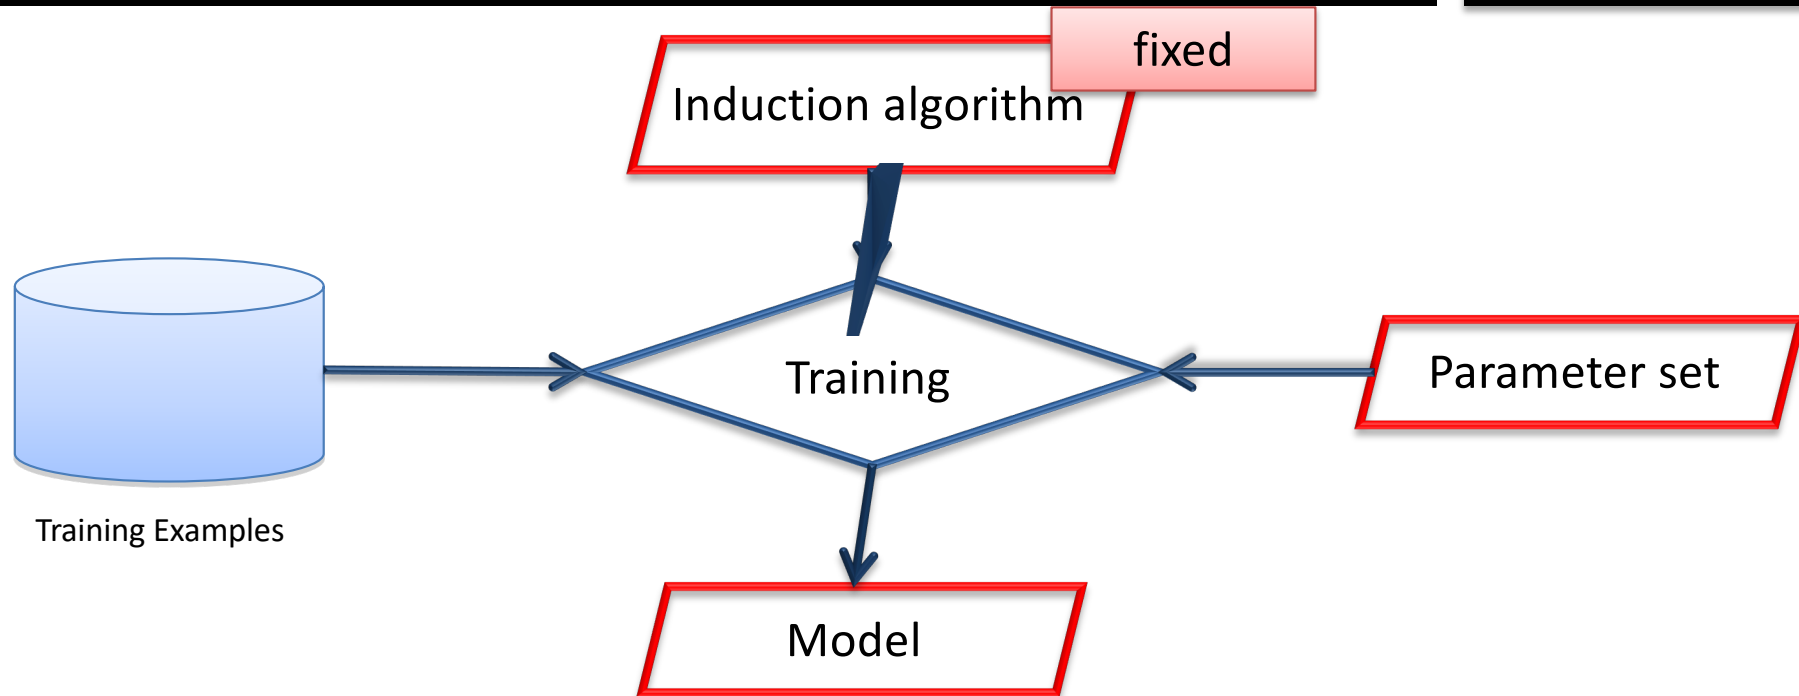 fixed
Induction algorithm
Training
Parameter set
Training Examples
Model